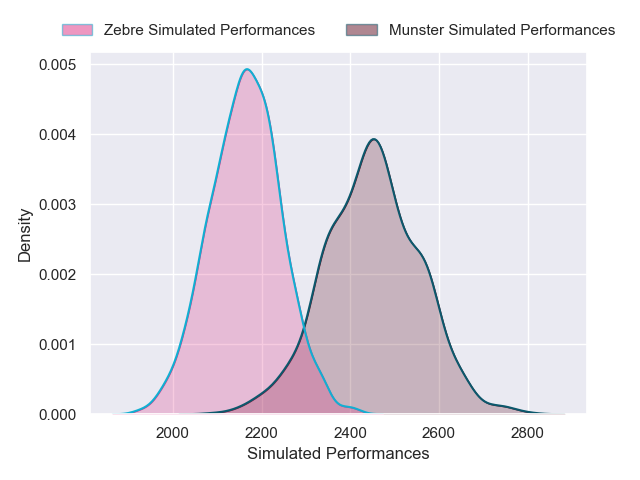 Zebre Simulated Performances Munster Simulated Performances
0.005
0.004
0.003
0.002
0.001
0.000
Density
2000 2200 2400 2600 2800
Simulated Performances